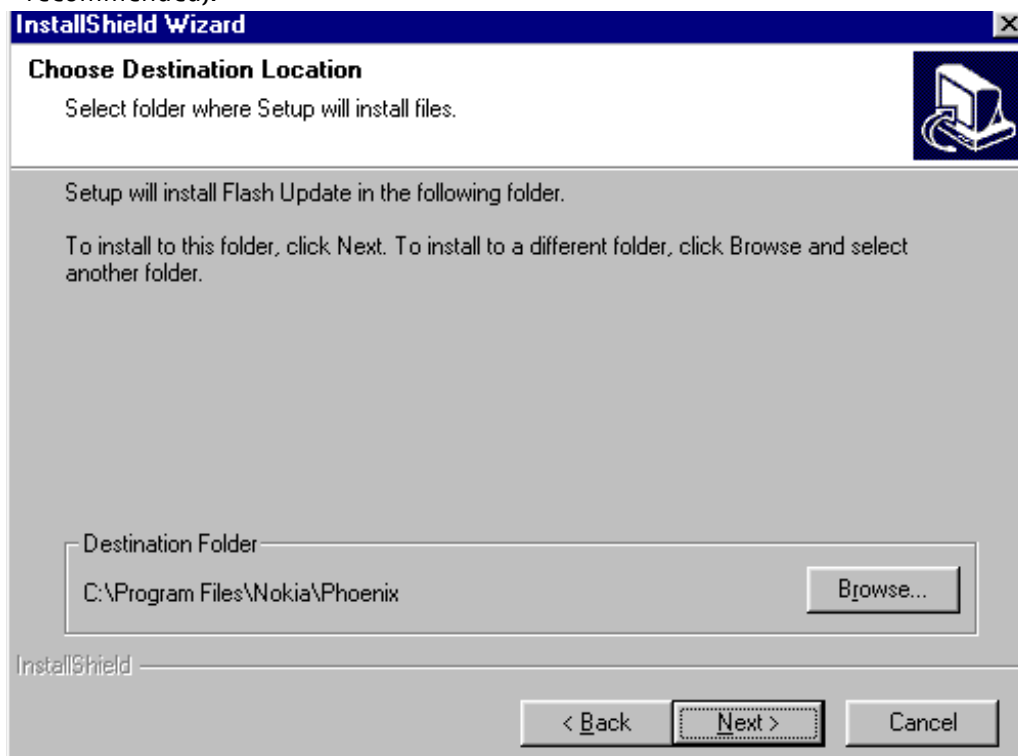 recommended).
InstallShield Wizard
Choose Destination Location
Select folder where Setup will install files.
Setup will install Flash Update in the following folder.
To install to this folder, click Next. To install to a different folder, click Browse and select
another folder.
Destination Folder
C:\Program Files\Nokia\Phoenix
Browse...
InstallShield
< Back
Next >
Cancel